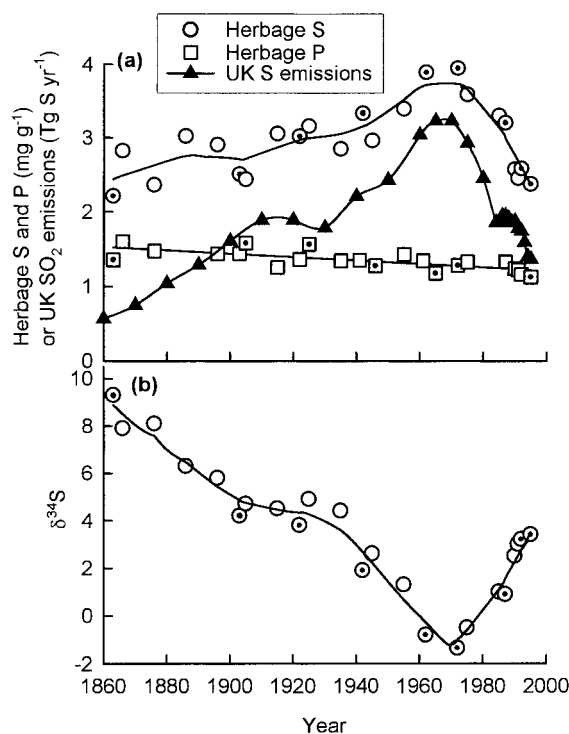 Herbage S
Herbage P
UK S emissions
(a)
Herbage S and P (mg g⁻¹)
or UK SO₂ emissions (Tg S yr⁻¹)
4
3
2
1
0
(b)
δ³⁴S
10
8
6
4
2
0
-2
1860 1880 1900 1920 1940 1960 1980 2000
Year